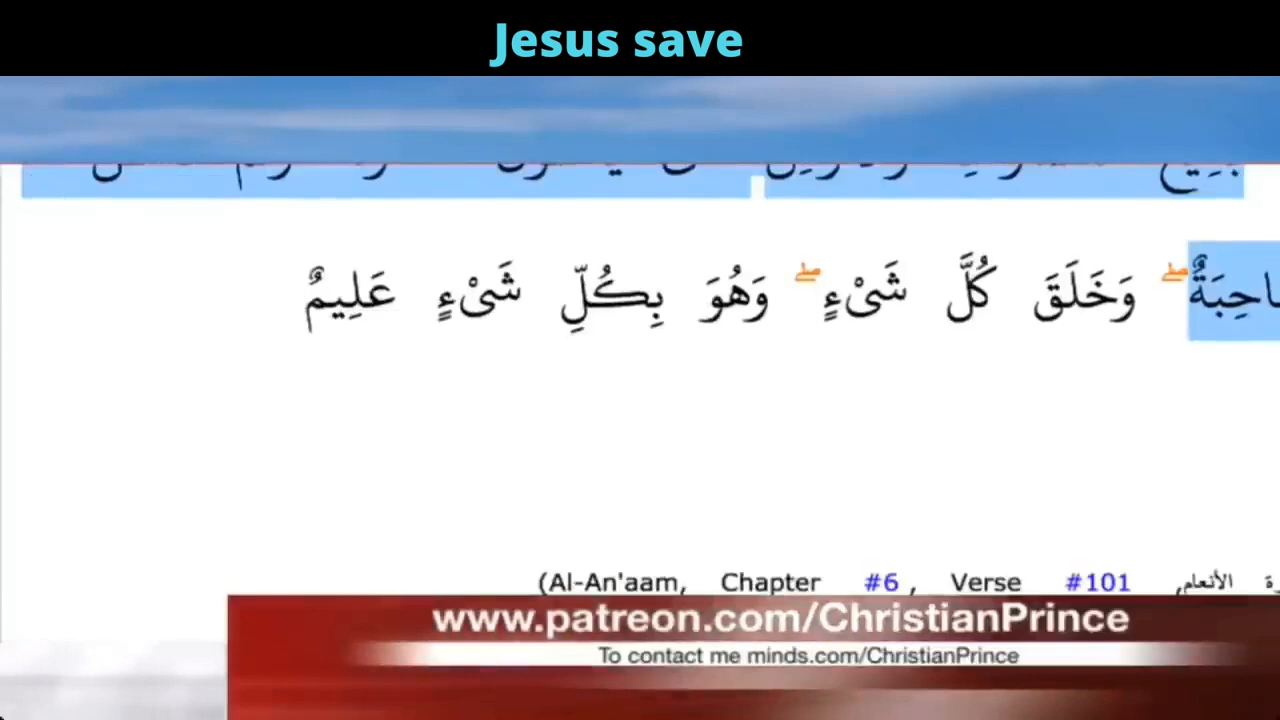 Jesus save
وَخَلَقَ كُلَّ شَىْءٍ ۖ وَهُوَ بِكُلِّ شَىْءٍ عَلِيمٌ
(Al-An'aam, Chapter #6, Verse #101 الأنعام,
www.patreon.com/ChristianPrince
To contact me minds.com/ChristianPrince